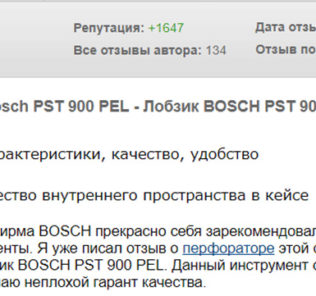 Репутация: +1647 Дата отзы
Все отзывы автора: 134 Отзыв по
osch PST 900 PEL - Лобзик BOSCH PST 90
рактеристики, качество, удобство
ество внутреннего пространства в кейсе
ирма BOSCH прекрасно себя зарекомендовал
енты. Я уже писал отзыв о перфораторе этой с
ик BOSCH PST 900 PEL. Данный инструмент с
аю неплохой гарант качества.